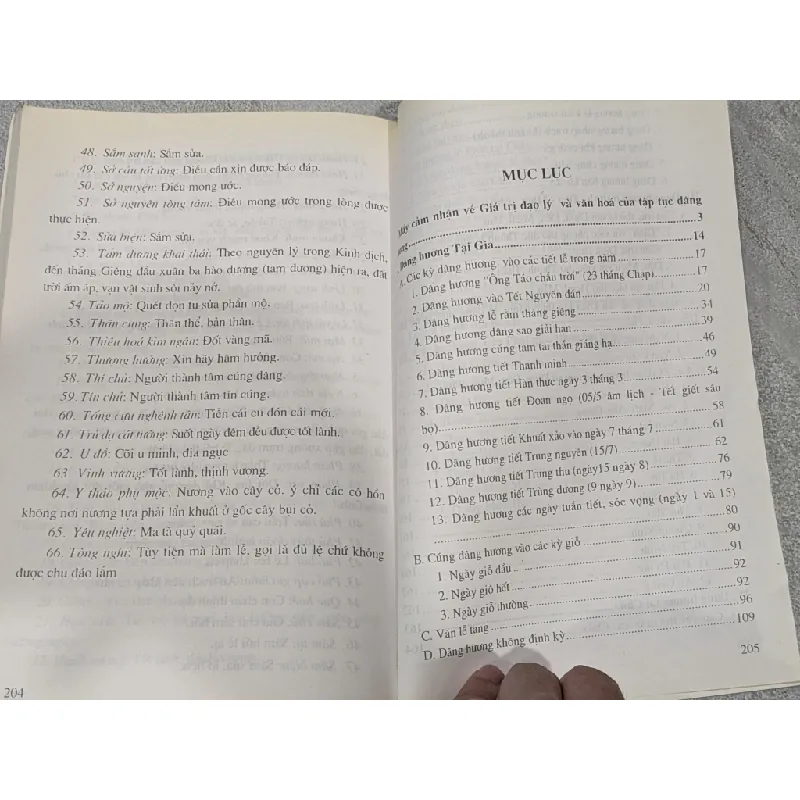 48. Sắm sanh: Sắm sửa.
49. Sở cầu tất ứng: Điều cần xin được báo đáp.
50. Sở nguyện: Điều mong ước.
51. Sở nguyện tòng tâm: Điều mong ước trong lòng được
thực hiện.
52. Sửa biện: Sắm sửa.
53. Tam dương khai thái: Theo nguyên lý trong Kinh dịch,
đến tháng Giêng đầu xuân ba hào dương (tam dương) hiện ra, đất
trời ấm áp, vạn vật sinh sôi nảy nở.
54. Tảo mộ: Quét dọn tu sửa phần mộ.
55. Thân cung: Thân thể, bản thân.
56. Thiêu hoá kim ngân: Đốt vàng mã.
57. Thượng hưởng: Xin hãy hâm hưởng.
58. Thí chủ: Người thành tâm cúng dâng.
59. Tín chủ: Người thành tâm tin cúng.
60. Tống cựu nghênh tân: Tiễn cái cũ đón cái mới.
61. Trú dạ cát tường: Suốt ngày đêm đều được tốt lành.
62. U đồ: Cõi u minh, địa ngục
63. Vinh xương: Tốt lành, thịnh vượng.
64. Y thảo phụ mộc: Nương vào cây cỏ, ý chỉ các cô hồn
không nơi nương tựa phải lẩn khuất ở gốc cây bụi cỏ.
65. Yêu nghiệt: Ma tà quỷ quái.
66. Tòng nghi: Tùy tiện mà làm lễ, gọi là đủ lễ chứ không
được chu đáo lắm
204
MỤC LỤC
Mấy cảm nhận về Giá trị đạo lý và văn hoá của tập tục dâng
hương 3
Dâng hương Tại Gia 14
A. Các kỳ dâng hương vào các tiết lễ trong năm 17
1. Dâng hương "Ông Táo chầu trời" (23 tháng Chạp) 17
2. Dâng hương vào Tết Nguyên đán 20
3. Dâng hương lễ rằm tháng giêng 34
4. Dâng hương dâng sao giải hạn 39
5. Dâng hương cúng tam tai thần giáng hạ 46
6. Dâng hương tiết Thanh minh 49
7. Dâng hương tiết Hàn thực ngày 3 tháng 3 54
8. Dâng hương tiết Đoan ngọ (05/5 âm lịch - Tết giết sâu
bọ) 58
9. Dâng hương tiết Khuất xảo vào ngày 7 tháng 7 61
10. Dâng hương tiết Trung nguyên (15/7) 62
11. Dâng hương tiết Trung thu (ngày15 ngày 8) 76
12. Dâng hương tiết Trùng dương (9 ngày 9) 79
13. Dâng hương các ngày tuần tiết, sóc vọng (ngày 1 và 15)
80
B. Cúng dâng hương vào các kỳ giỗ 90
1. Ngày giỗ đầu 91
2. Ngày giỗ hết 92
3. Ngày giỗ thường 92
C. Văn lễ tang 96
D. Dâng hương không định kỳ 109
205